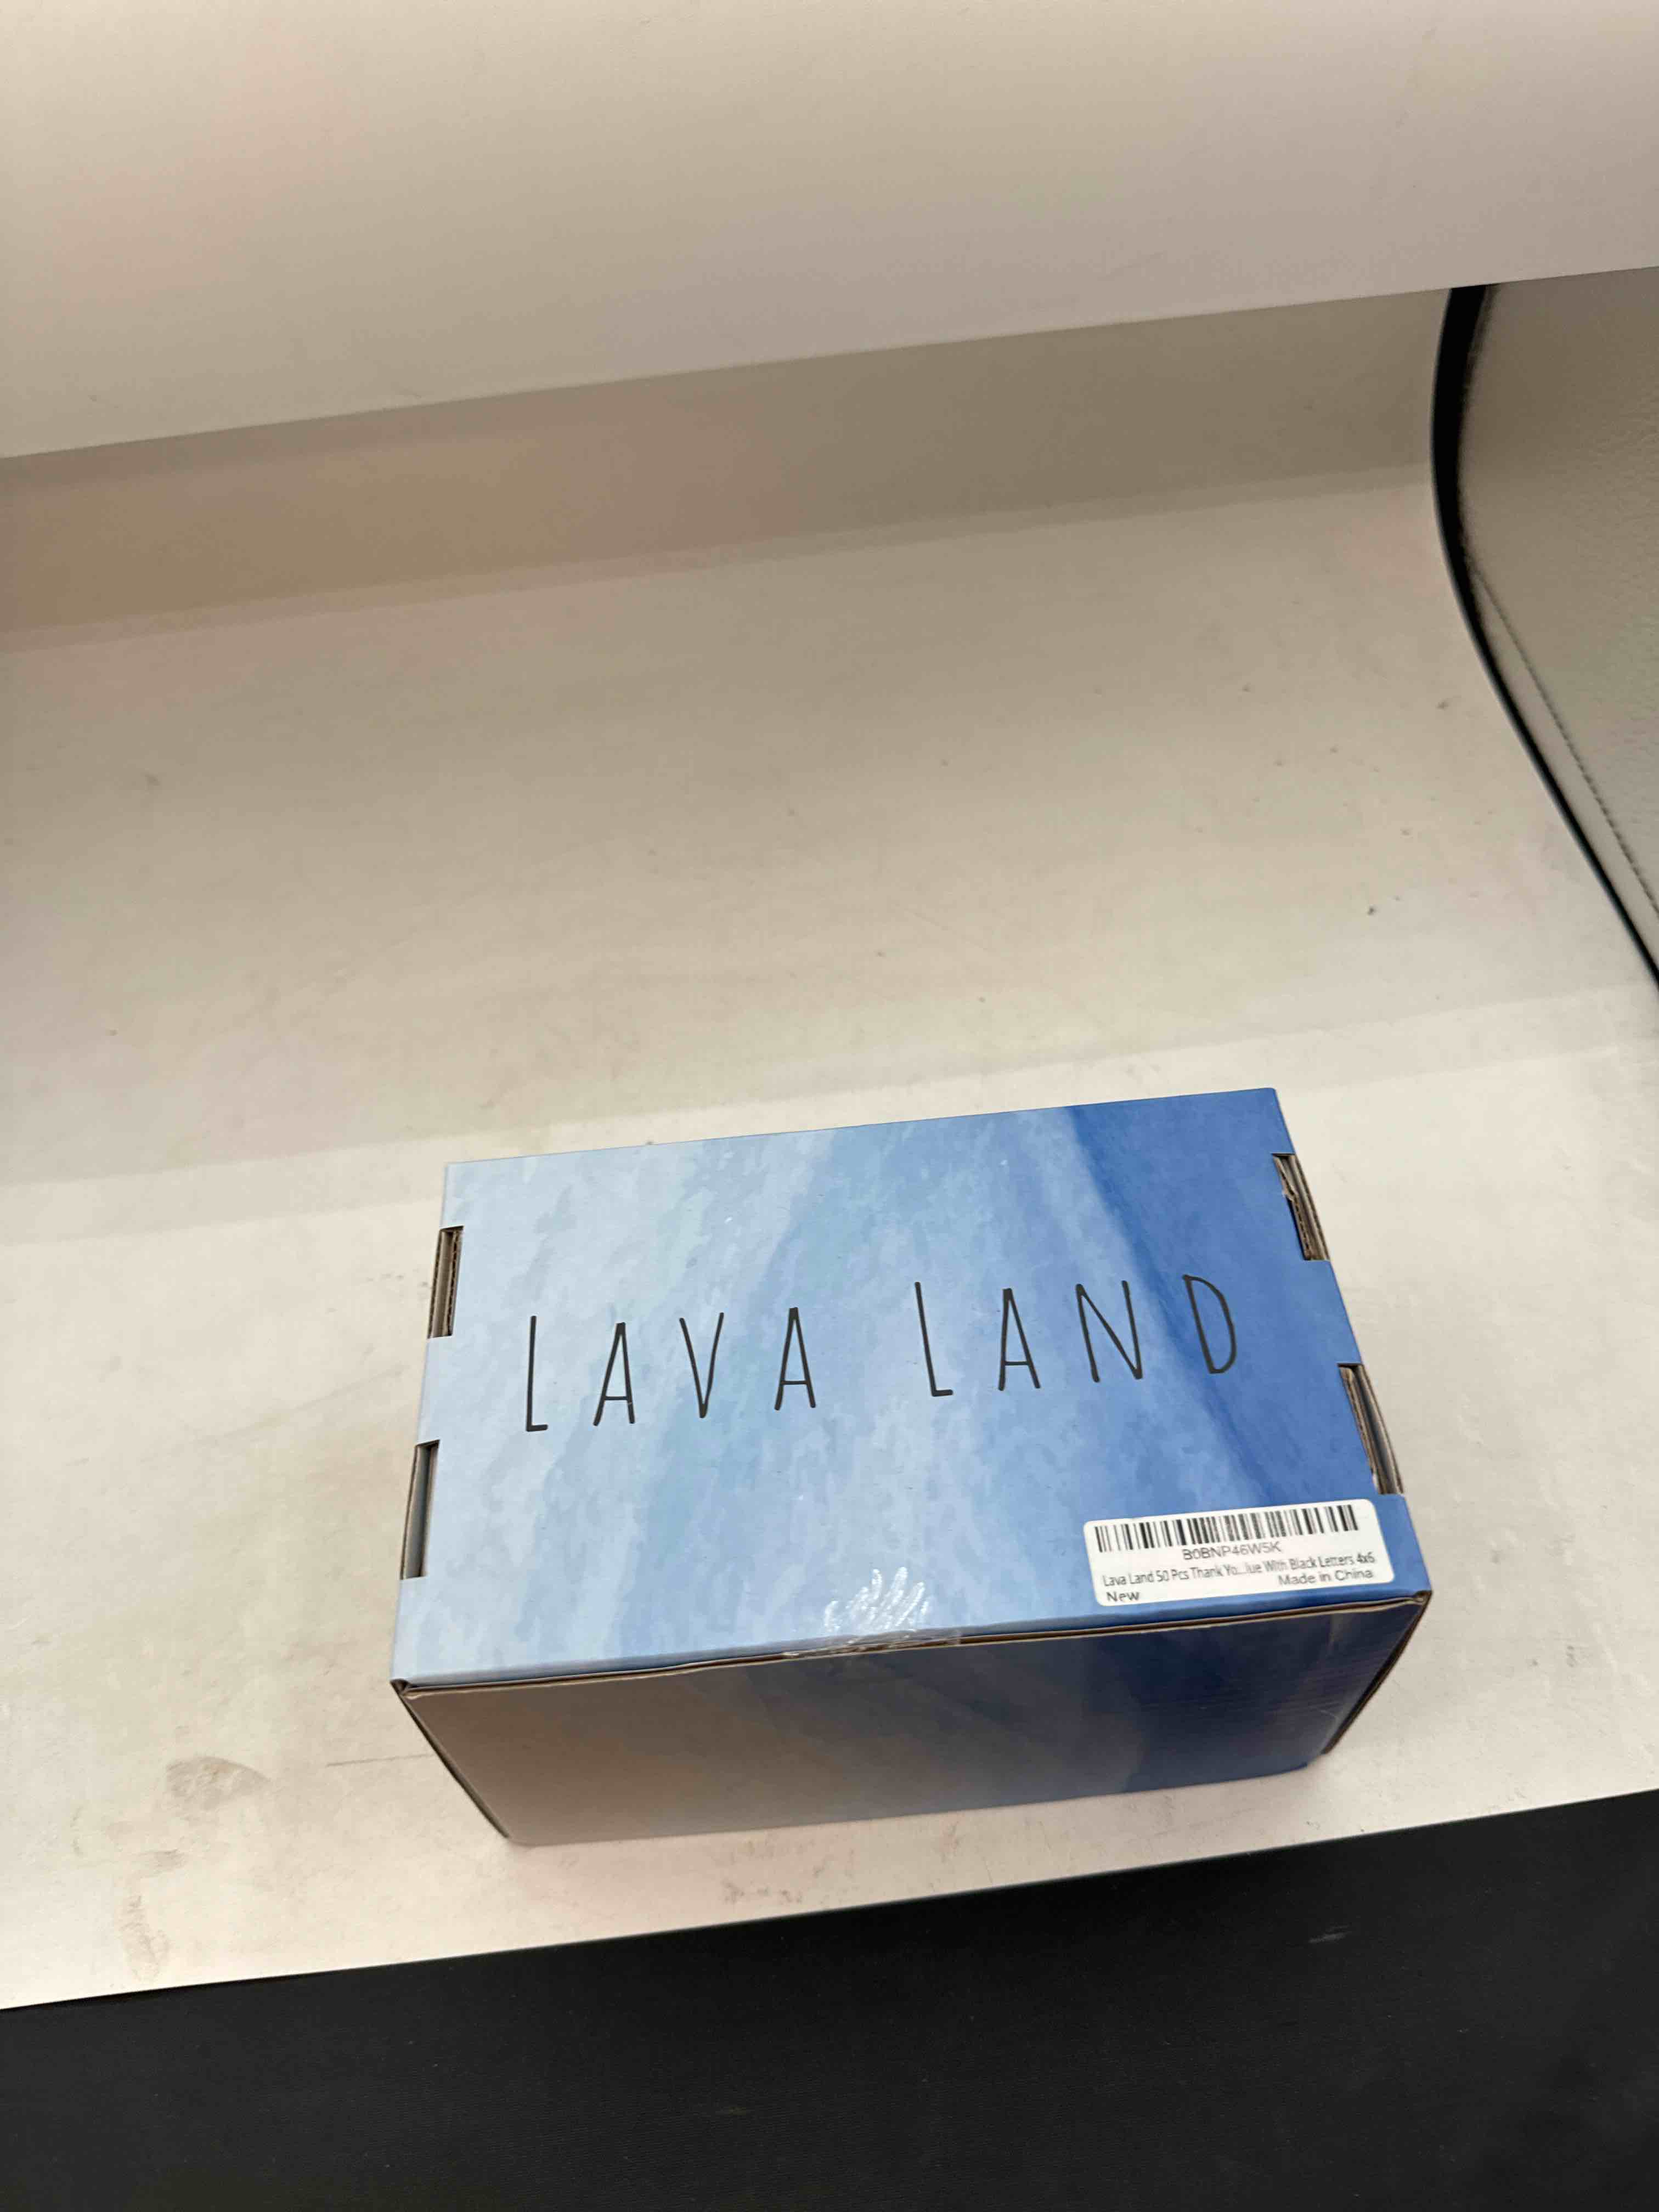 LAVA LAND
B0BNP46W5K
Lava Land 50 Pcs Thank Yo...lue With Black Letters 4x6
Made in China
New